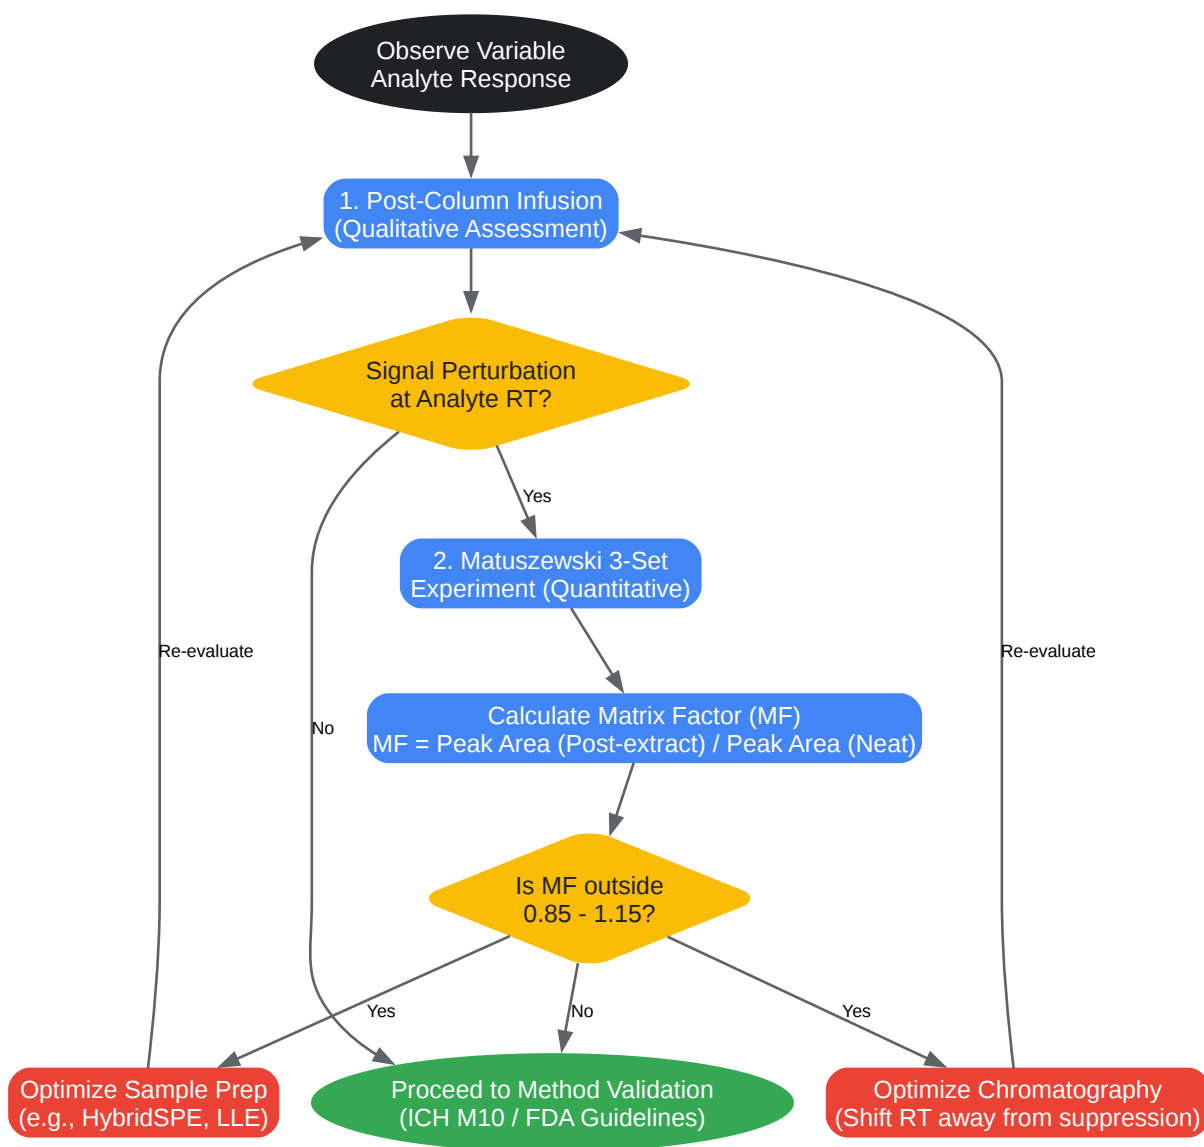 Observe Variable
Analyte Response
1. Post-Column Infusion
(Qualitative Assessment)
Signal Perturbation
at Analyte RT?
Yes
2. Matuszewski 3-Set
Experiment (Quantitative)
Re-evaluate
Re-evaluate
No
Calculate Matrix Factor (MF)
MF = Peak Area (Post-extract) / Peak Area (Neat)
Is MF outside
0.85 - 1.15?
Yes
No
Yes
Optimize Sample Prep
(e.g., HybridSPE, LLE)
Proceed to Method Validation
(ICH M10 / FDA Guidelines)
Optimize Chromatography
(Shift RT away from suppression)